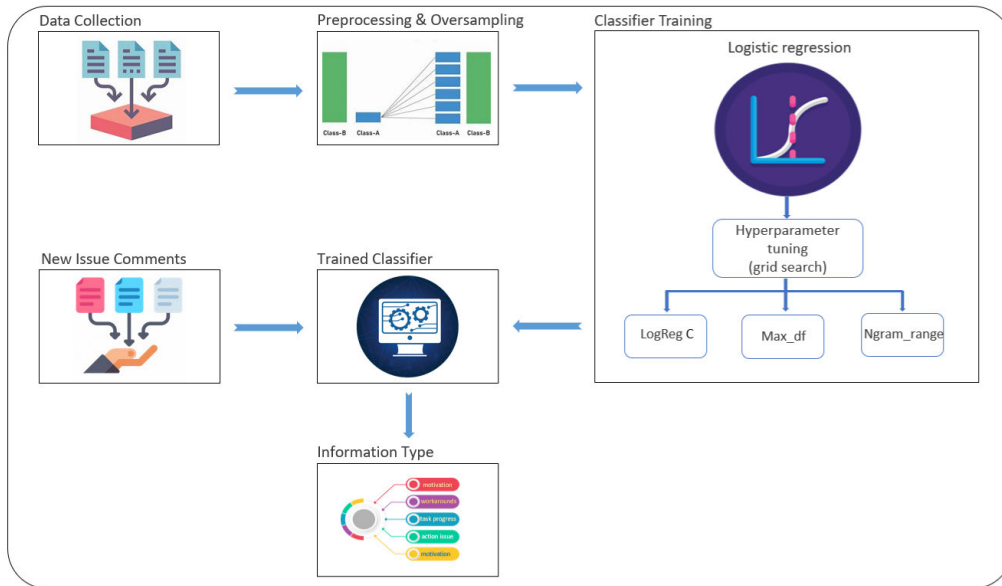 Data Collection
Preprocessing & Oversampling
Classifier Training
Logistic regression
Class-B
Class-A
Class-A
Class-B
Hyperparameter
tuning
(grid search)
LogReg C
Max_df
Ngram_range
New Issue Comments
Trained Classifier
Information Type
motivation
workarounds
task progress
action issue
motivation